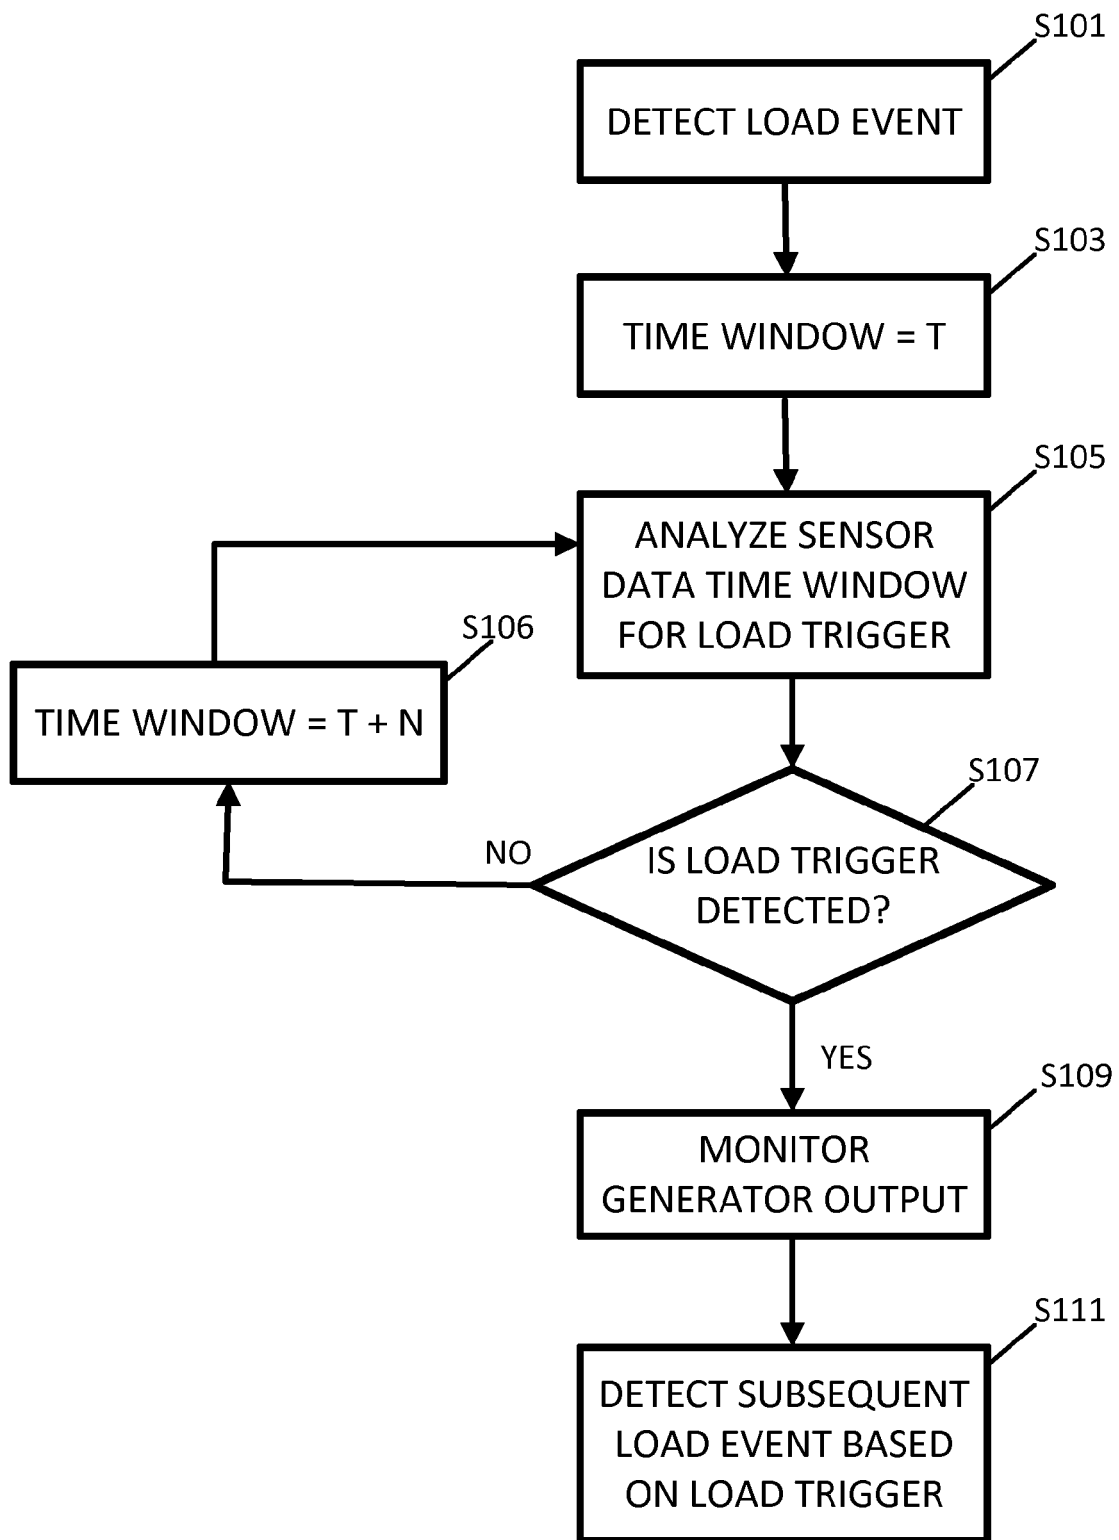 S101
DETECT LOAD EVENT
S103
TIME WINDOW = T
S105
ANALYZE SENSOR
DATA TIME WINDOW
FOR LOAD TRIGGER
S106
TIME WINDOW = T + N
S107
IS LOAD TRIGGER
DETECTED?
NO
YES
S109
MONITOR
GENERATOR OUTPUT
S111
DETECT SUBSEQUENT
LOAD EVENT BASED
ON LOAD TRIGGER